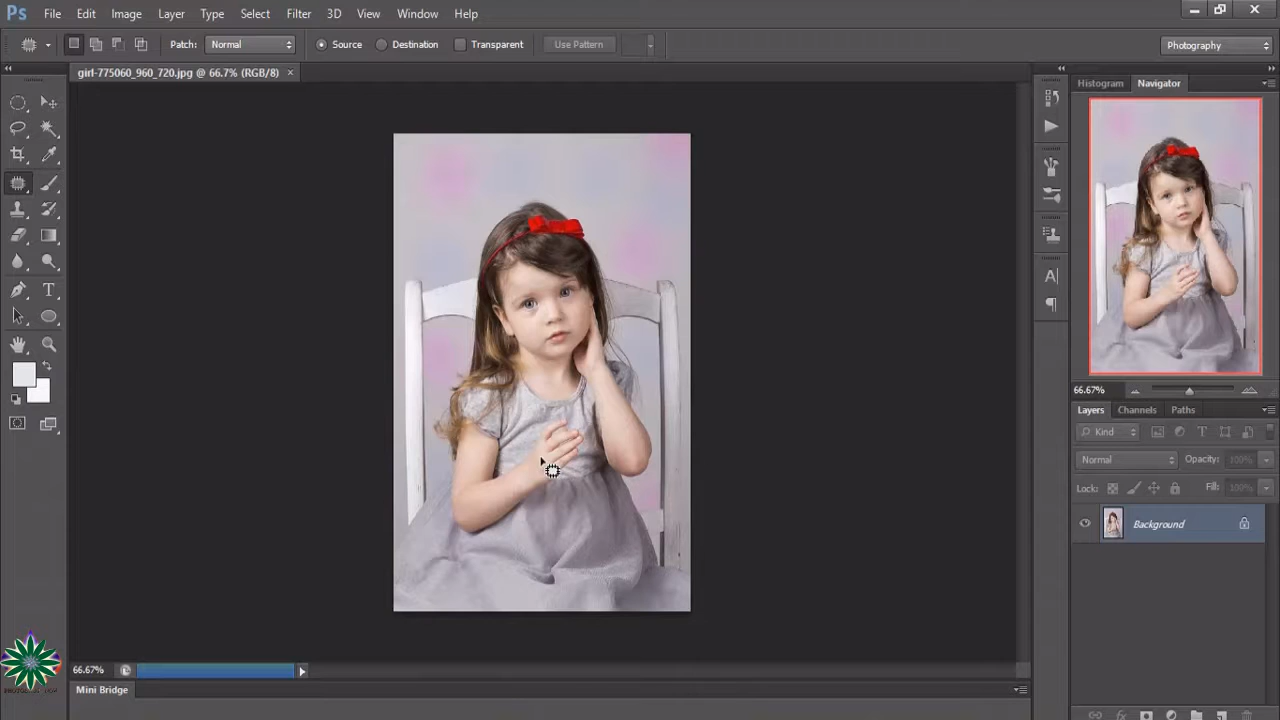 Ps File Edit Image Layer Type Select Filter 3D View Window Help
Patch: Normal Source Destination Transparent Use Pattern Photography
girl-775060_960_720.jpg @ 66.7% (RGB/8) ×
Histogram Navigator
66.67%
Layers Channels Paths
Kind
Normal Opacity: 100%
Lock: Fill: 100%
Background
66.67%
Mini Bridge